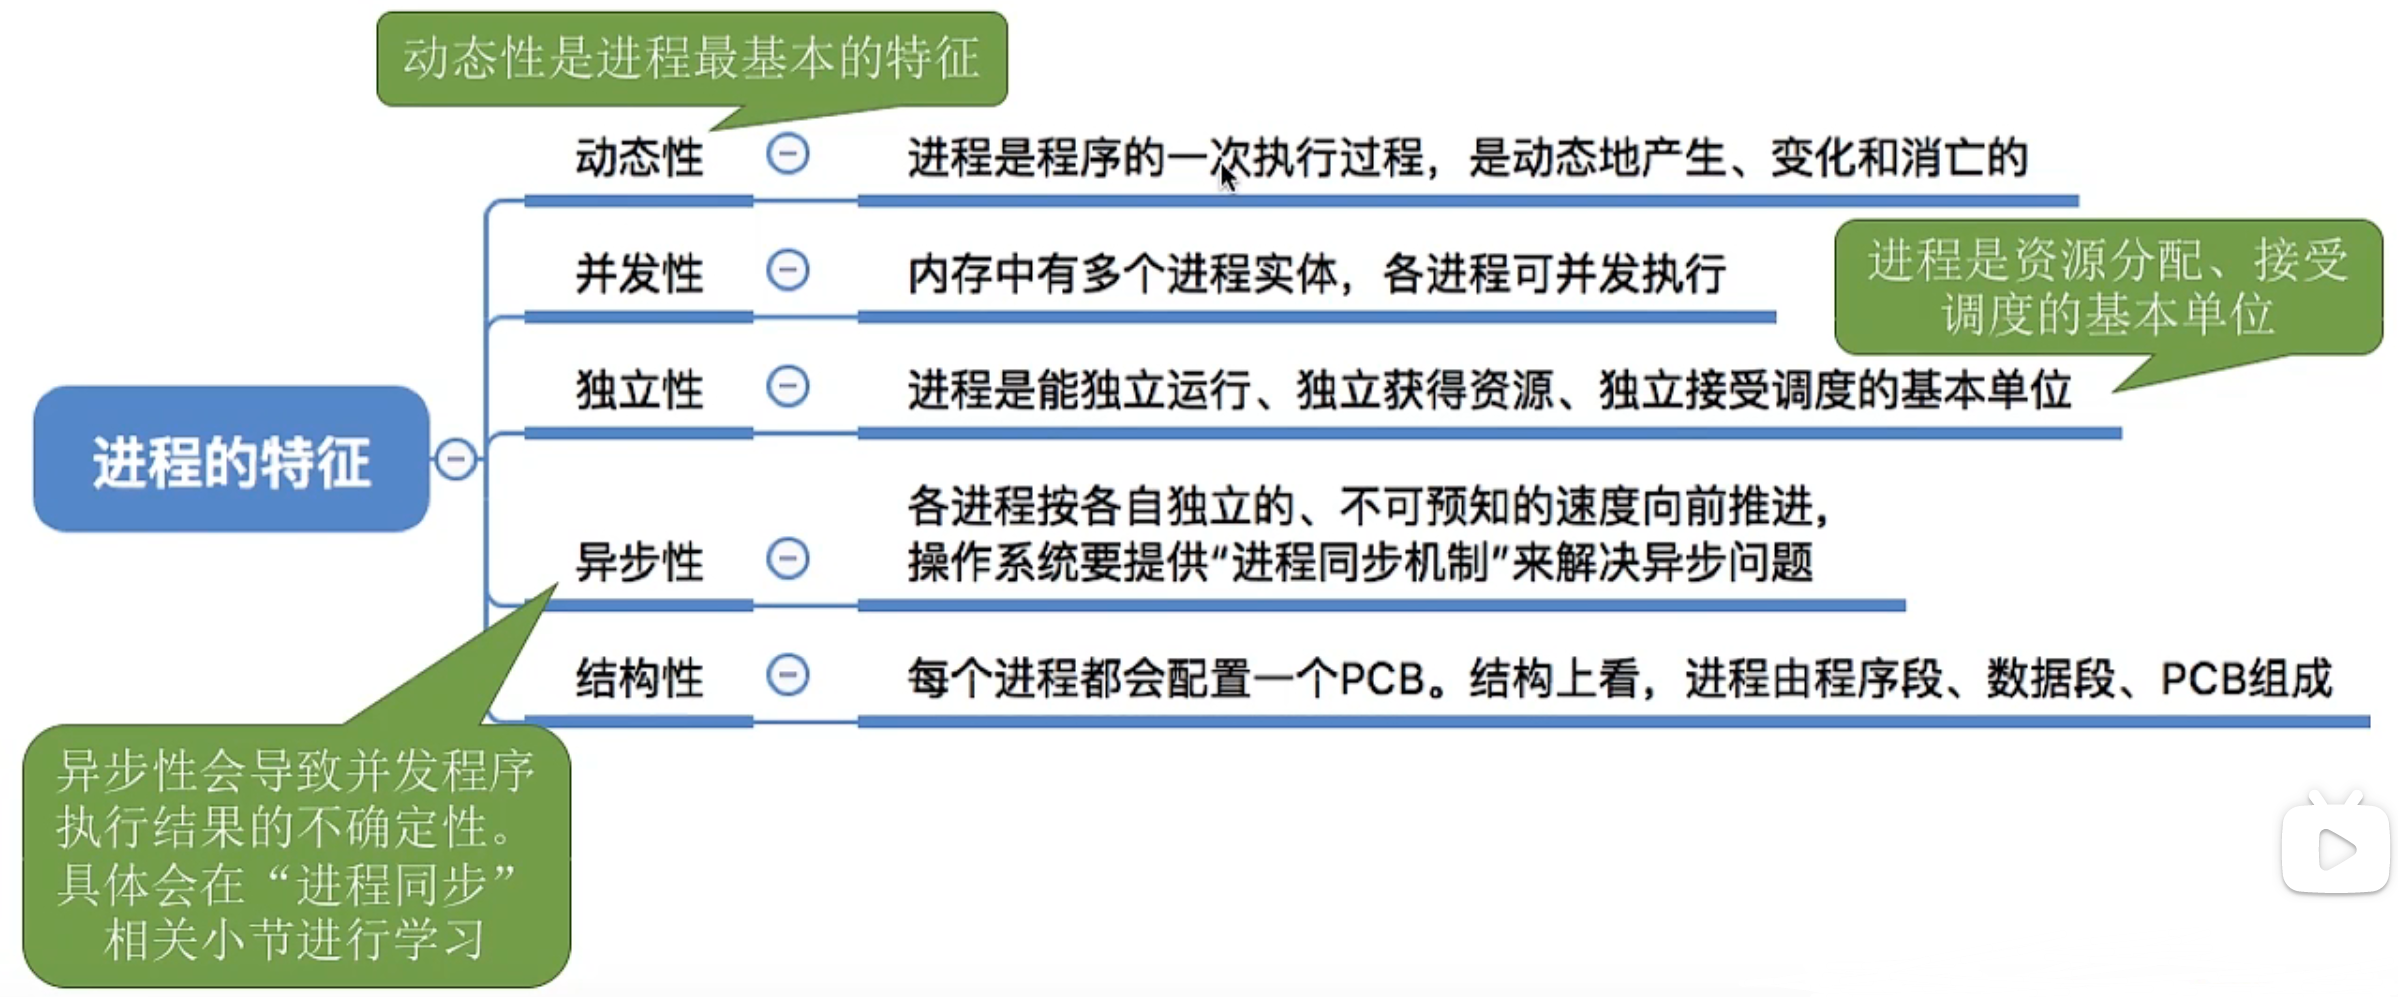 动态性是进程最基本的特征
动态性
进程是程序的一次执行过程，是动态地产生、变化和消亡的
并发性
内存中有多个进程实体，各进程可并发执行
进程是资源分配、接受
调度的基本单位
独立性
进程是能独立运行、独立获得资源、独立接受调度的基本单位
进程的特征
异步性
各进程按各自独立的、不可预知的速度向前推进，
操作系统要提供“进程同步机制”来解决异步问题
结构性
每个进程都会配置一个PCB。结构上看，进程由程序段、数据段、PCB组成
异步性会导致并发程序
执行结果的不确定性。
具体会在“进程同步”
相关小节进行学习